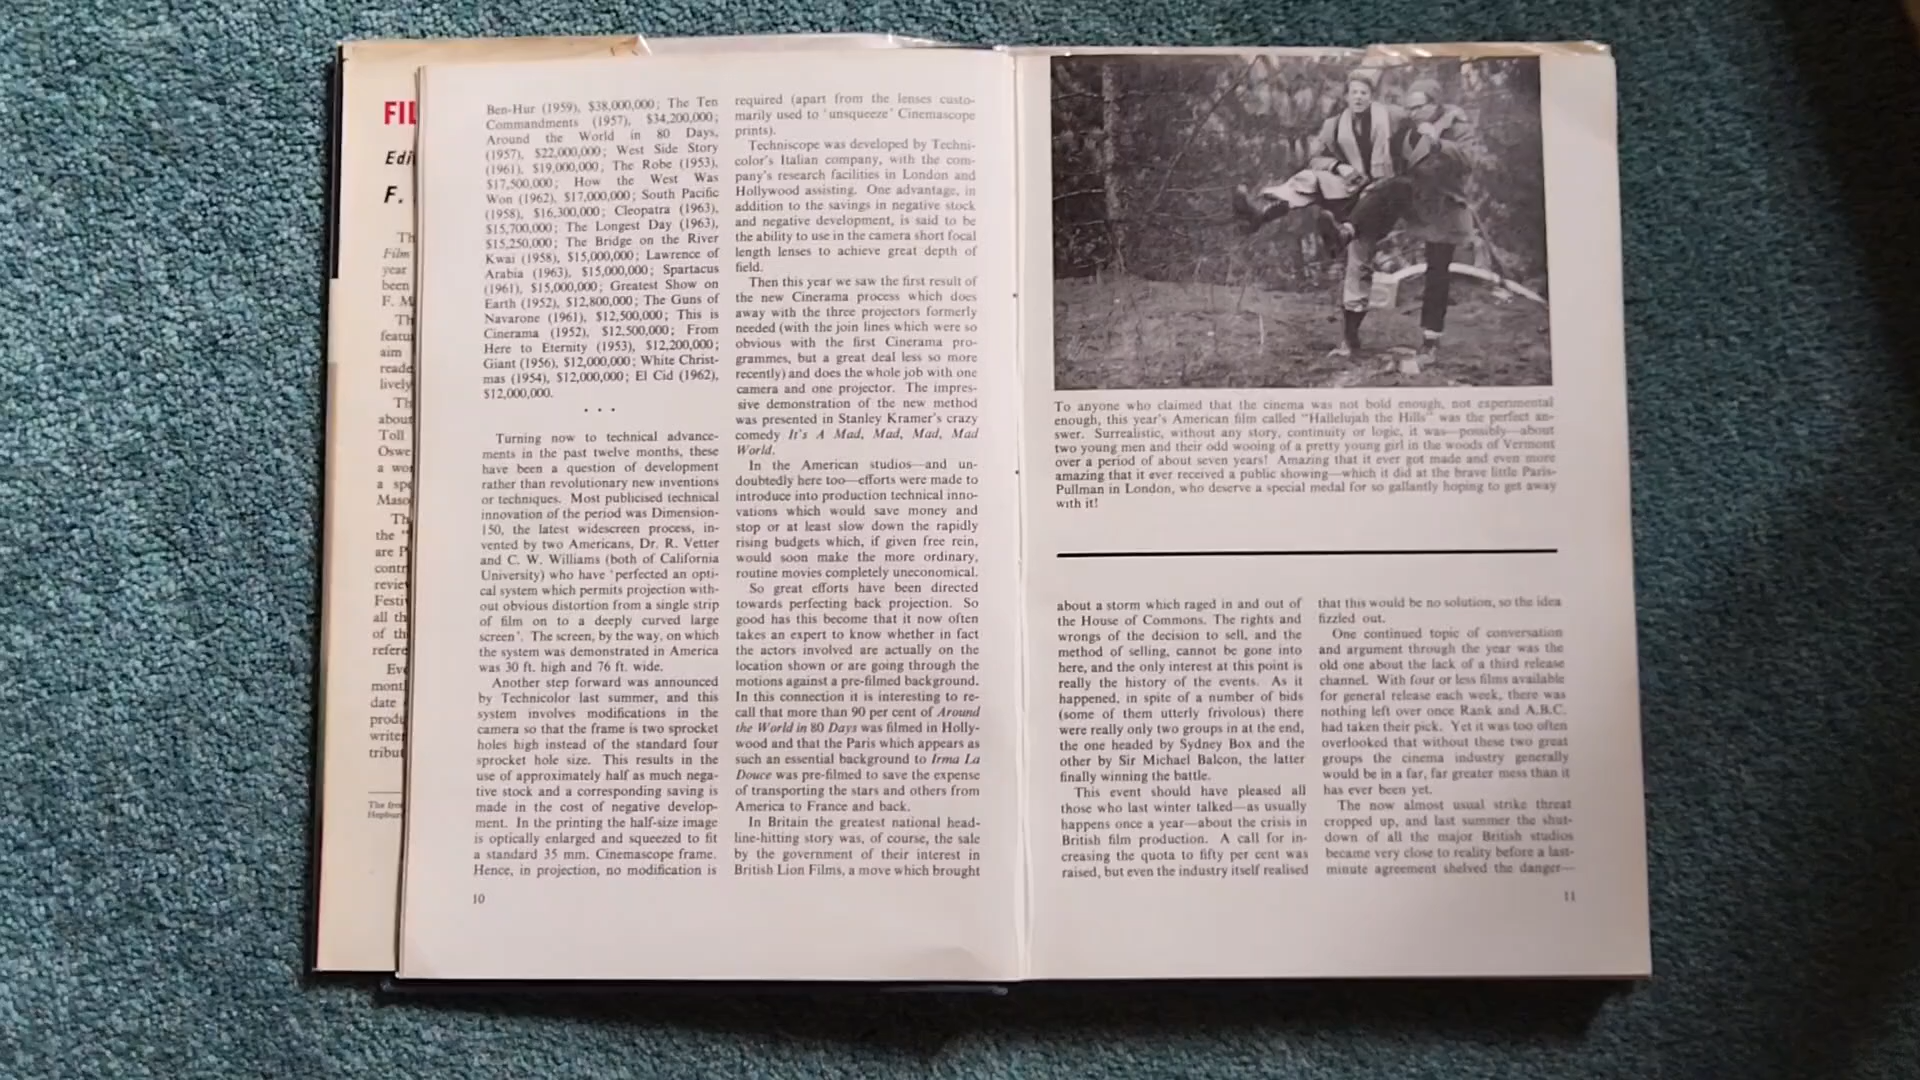 FIL
Edi
F.
Th
Film
year
been
F. M
Th
featu
aim
reade
lively
Th
about
Toll
Oswe
a wo
a spe
Maso
Th
the "
are P
contr
review
Festi
all th
of th
refere
Eve
mont
date
produ
write
tribut
The fro
Hepbur
Ben-Hur (1959), $38,000,000; The Ten
Commandments (1957), $34,200,000;
Around the World in 80 Days,
(1957), $22,000,000; West Side Story
(1961), $19,000,000, The Robe (1953),
$17,500,000; How the West Was
Won (1962), $17,000,000; South Pacific
(1958), $16,300,000; Cleopatra (1963),
$15,700,000; The Longest Day (1963),
$15,250,000; The Bridge on the River
Kwai (1958), $15,000,000; Lawrence of
Arabia (1963), $15,000,000; Spartacus
(1961), $15,000,000; Greatest Show on
Earth (1952), $12,800,000; The Guns of
Navarone (1961), $12,500,000; This is
Cinerama (1952), $12,500,000; From
Here to Eternity (1953), $12,200,000;
Giant (1956), $12,000,000; White Christ-
mas (1954), $12,000,000; El Cid (1962),
$12,000,000.
. . .
Turning now to technical advance-
ments in the past twelve months, these
have been a question of development
rather than revolutionary new inventions
or techniques. Most publicised technical
innovation of the period was Dimension-
150, the latest widescreen process, in-
vented by two Americans, Dr. R. Vetter
and C. W. Williams (both of California
University) who have 'perfected an opti-
cal system which permits projection with-
out obvious distortion from a single strip
of film on to a deeply curved large
screen'. The screen, by the way, on which
the system was demonstrated in America
was 30 ft. high and 76 ft. wide.
Another step forward was announced
by Technicolor last summer, and this
system involves modifications in the
camera so that the frame is two sprocket
holes high instead of the standard four
sprocket hole size. This results in the
use of approximately half as much nega-
tive stock and a corresponding saving is
made in the cost of negative develop-
ment. In the printing the half-size image
is optically enlarged and squeezed to fit
a standard 35 mm. Cinemascope frame.
Hence, in projection, no modification is
10
required (apart from the lenses custo-
marily used to 'unsqueeze' Cinemascope
prints).
Techniscope was developed by Techni-
color's Italian company, with the com-
pany's research facilities in London and
Hollywood assisting. One advantage, in
addition to the savings in negative stock
and negative development, is said to be
the ability to use in the camera short focal
length lenses to achieve great depth of
field.
Then this year we saw the first result of
the new Cinerama process which does
away with the three projectors formerly
needed (with the join lines which were so
obvious with the first Cinerama pro-
grammes, but a great deal less so more
recently) and does the whole job with one
camera and one projector. The impres-
sive demonstration of the new method
was presented in Stanley Kramer's crazy
comedy It's A Mad, Mad, Mad, Mad
World.
In the American studios—and un-
doubtedly here too—efforts were made to
introduce into production technical inno-
vations which would save money and
stop or at least slow down the rapidly
rising budgets which, if given free rein,
would soon make the more ordinary,
routine movies completely uneconomical.
So great efforts have been directed
towards perfecting back projection. So
good has this become that it now often
takes an expert to know whether in fact
the actors involved are actually on the
location shown or are going through the
motions against a pre-filmed background.
In this connection it is interesting to re-
call that more than 90 per cent of Around
the World in 80 Days was filmed in Holly-
wood and that the Paris which appears as
such an essential background to Irma La
Douce was pre-filmed to save the expense
of transporting the stars and others from
America to France and back.
In Britain the greatest national head-
line-hitting story was, of course, the sale
by the government of their interest in
British Lion Films, a move which brought
To anyone who claimed that the cinema was not bold enough, not experimental
enough, this year's American film called "Hallelujah the Hills" was the perfect an-
swer. Surrealistic, without any story, continuity or logic, it was—possibly—about
two young men and their odd wooing of a pretty young girl in the woods of Vermont
over a period of about seven years! Amazing that it ever got made and even more
amazing that it ever received a public showing—which it did at the brave little Paris-
Pullman in London, who deserve a special medal for so gallantly hoping to get away
with it!
about a storm which raged in and out of
the House of Commons. The rights and
wrongs of the decision to sell, and the
method of selling, cannot be gone into
here, and the only interest at this point is
really the history of the events. As it
happened, in spite of a number of bids
(some of them utterly frivolous) there
were really only two groups in at the end,
the one headed by Sydney Box and the
other by Sir Michael Balcon, the latter
finally winning the battle.
This event should have pleased all
those who last winter talked—as usually
happens once a year—about the crisis in
British film production. A call for in-
creasing the quota to fifty per cent was
raised, but even the industry itself realised
that this would be no solution, so the idea
fizzled out.
One continued topic of conversation
and argument through the year was the
old one about the lack of a third release
channel. With four or less films available
for general release each week, there was
nothing left over once Rank and A.B.C.
had taken their pick. Yet it was too often
overlooked that without these two great
groups the cinema industry generally
would be in a far, far greater mess than it
has ever been yet.
The now almost usual strike threat
cropped up, and last summer the shut-
down of all the major British studios
became very close to reality before a last-
minute agreement shelved the danger—
11